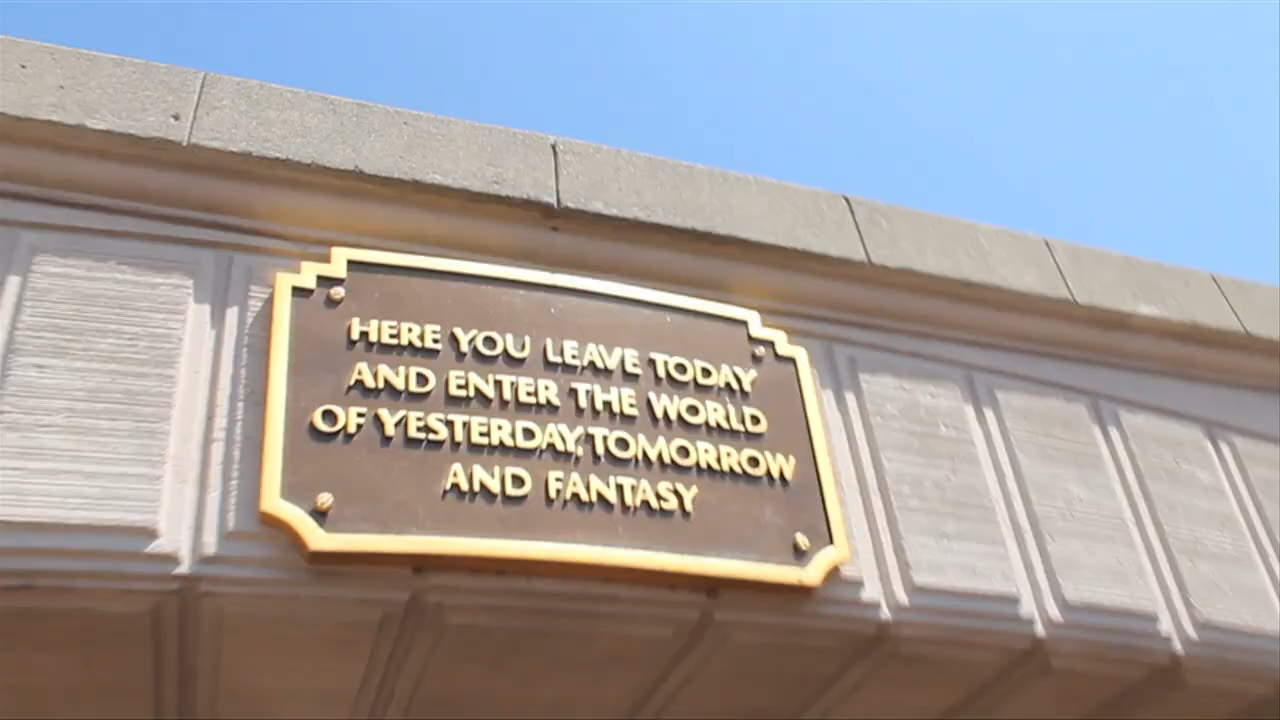 HERE YOU LEAVE TODAY
AND ENTER THE WORLD
OF YESTERDAY, TOMORROW
AND FANTASY